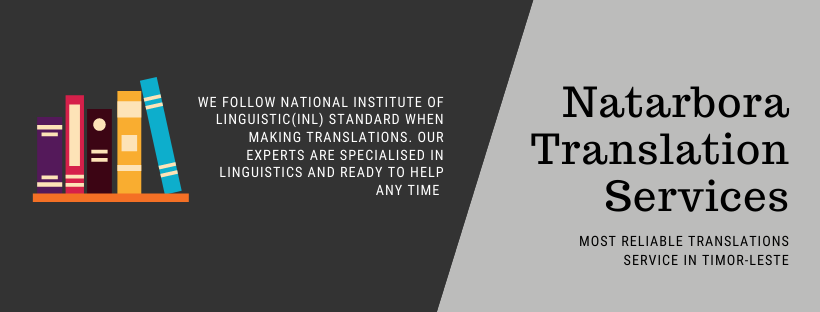 WE FOLLOW NATIONAL INSTITUTE OF
LINGUISTIC(INL) STANDARD WHEN
MAKING TRANSLATIONS. OUR
EXPERTS ARE SPECIALISED IN
LINGUISTICS AND READY TO HELP
ANY TIME
Natarbora
Translation
Services
MOST RELIABLE TRANSLATIONS
SERVICE IN TIMOR-LESTE